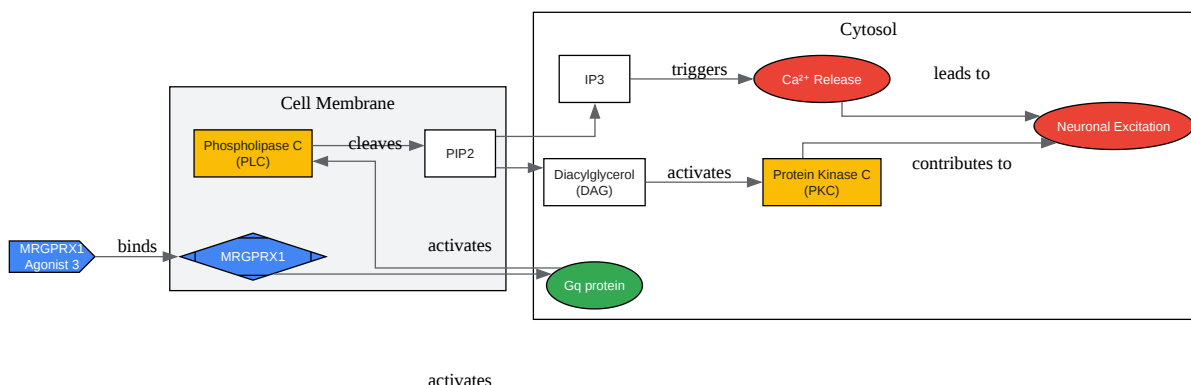 Cytosol
IP3
triggers
Ca²⁺ Release
leads to
Cell Membrane
Phospholipase C
(PLC)
cleaves
PIP2
Neuronal Excitation
Diacylglycerol
(DAG)
activates
Protein Kinase C
(PKC)
contributes to
MRGPRX1
Agonist 3
binds
MRGPRX1
activates
Gq protein
activates